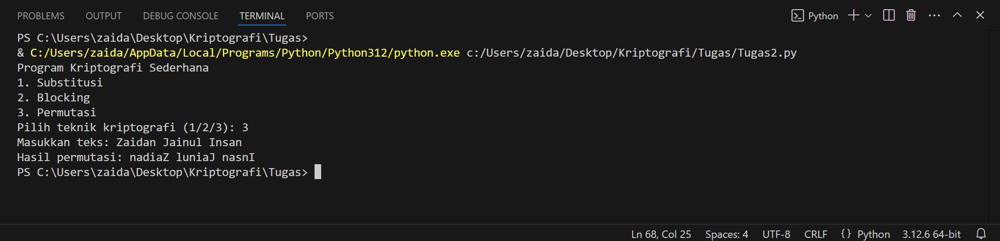 PROBLEMS OUTPUT DEBUG CONSOLE TERMINAL PORTS Python
PS C:\Users\zaida\Desktop\Kriptografi\Tugas>
& C:/Users/zaida/AppData/Local/Programs/Python/Python312/python.exe c:/Users/zaida/Desktop/Kriptografi/Tugas/Tugas2.py
Program Kriptografi Sederhana
1. Substitusi
2. Blocking
3. Permutasi
Pilih teknik kriptografi (1/2/3): 3
Masukkan teks: Zaidan Jainul Insan
Hasil permutasi: nadiaZ luniaJ nasnI
PS C:\Users\zaida\Desktop\Kriptografi\Tugas>
Ln 68, Col 25 Spaces: 4 UTF-8 CRLF {} Python 3.12.6 64-bit